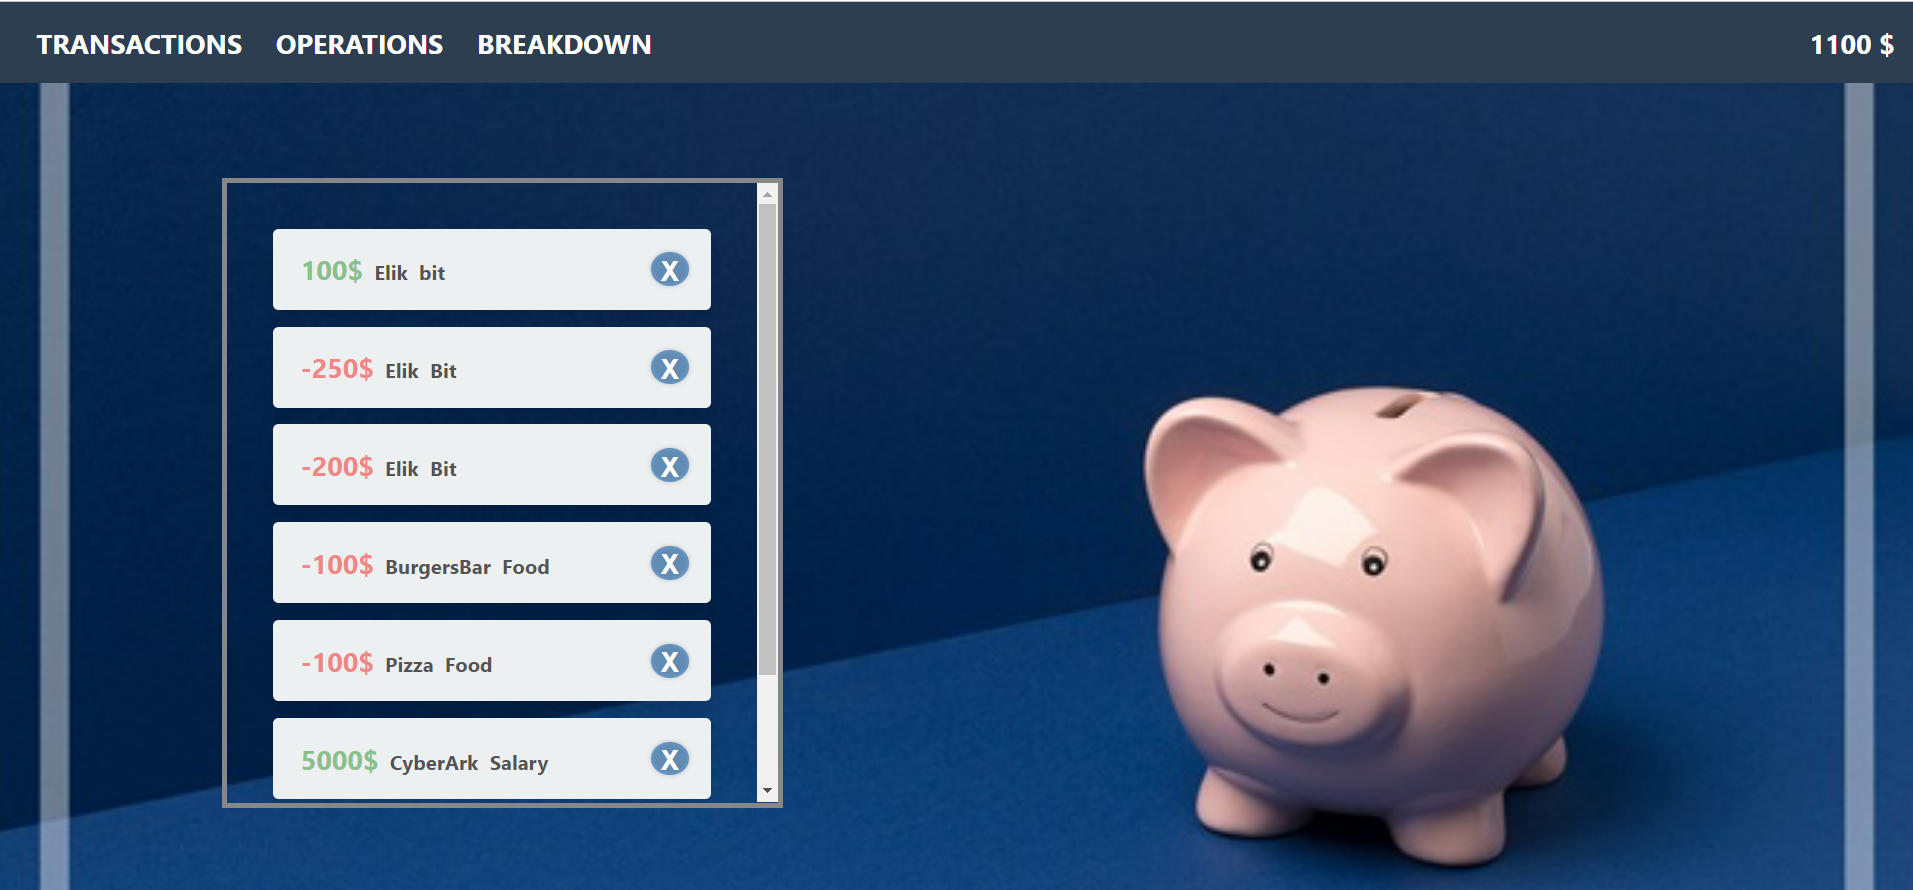 TRANSACTIONS OPERATIONS BREAKDOWN 1100 $
100$ Elik bit X
-250$ Elik Bit X
-200$ Elik Bit X
-100$ BurgersBar Food X
-100$ Pizza Food X
5000$ CyberArk Salary X